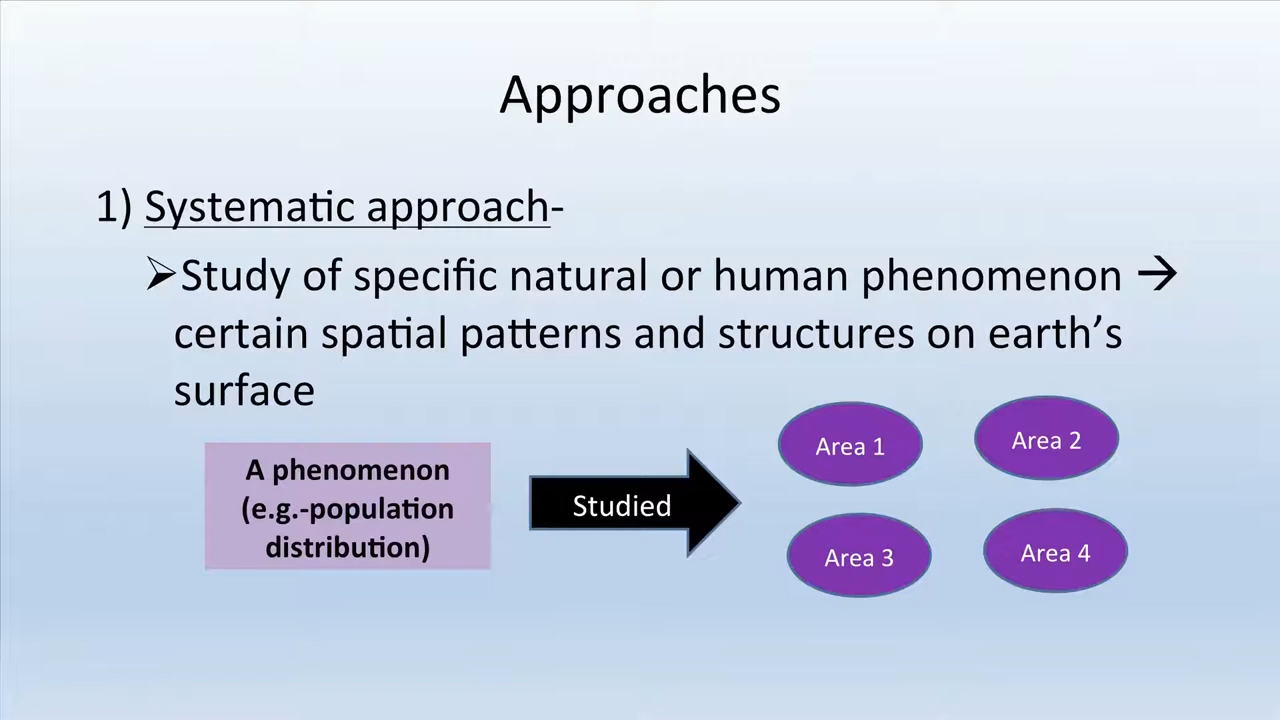 Approaches
1) Systematic approach-
➢Study of specific natural or human phenomenon →
certain spatial patterns and structures on earth’s
surface
A phenomenon
(e.g.-population
distribution)
Studied
Area 1
Area 2
Area 3
Area 4